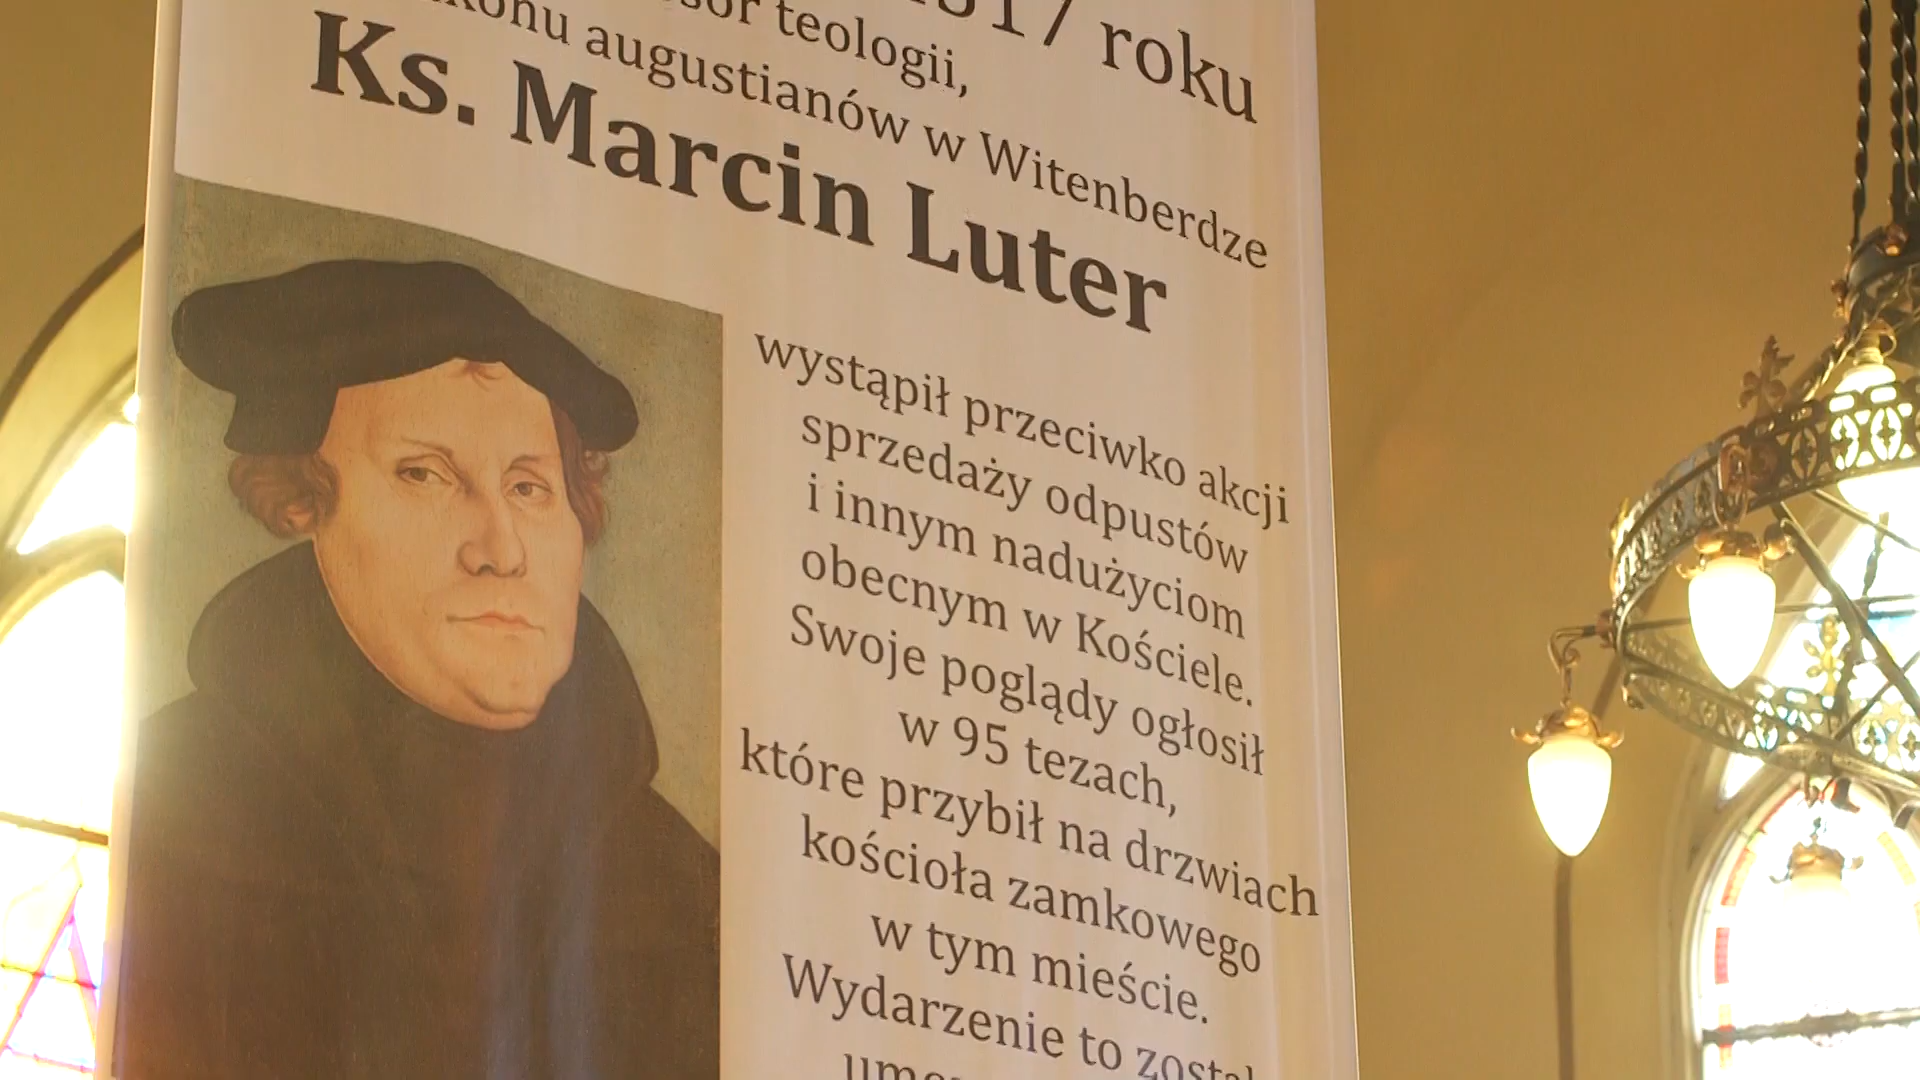 roku
teologii,
augustianów w Witenberdze
Ks. Marcin Luter
wystąpił przeciwko akcji
sprzedaży odpustów
i innym nadużyciom
obecnym w Kościele.
Swoje poglądy ogłosił
w 95 tezach,
które przybił na drzwiach
kościoła zamkowego
w tym mieście.
Wydarzenie to